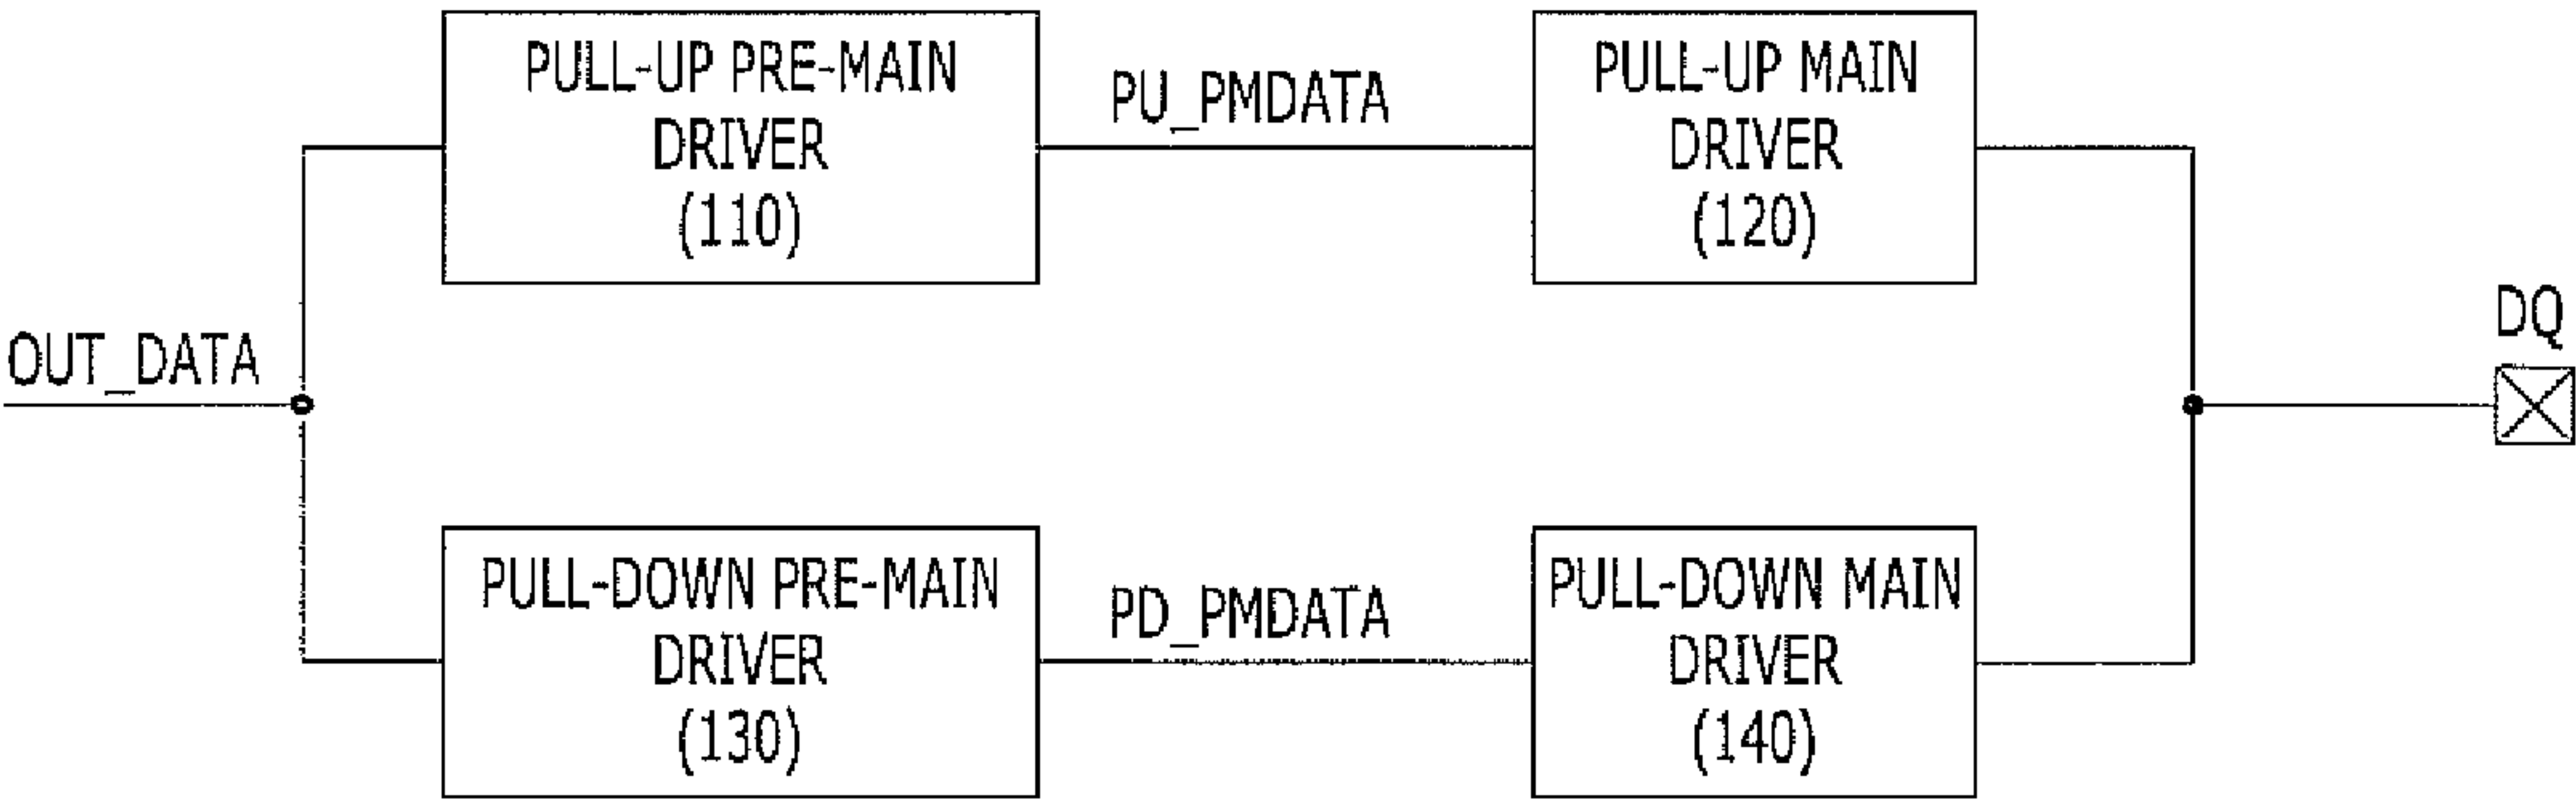 PULL-UP PRE-MAIN
DRIVER
(110)
PU_PMDATA
PULL-UP MAIN
DRIVER
(120)
OUT_DATA
DQ
PULL-DOWN PRE-MAIN
DRIVER
(130)
PD_PMDATA
PULL-DOWN MAIN
DRIVER
(140)